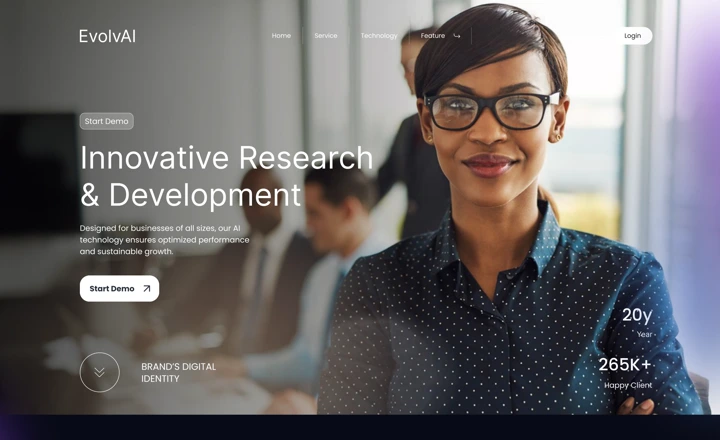 EvolvAI
Home
Service
Technology
Feature
Login
Start Demo
Innovative Research
& Development
Designed for businesses of all sizes, our AI
technology ensures optimized performance
and sustainable growth.
Start Demo
BRAND'S DIGITAL
IDENTITY
20y
Year
265K+
Happy Client